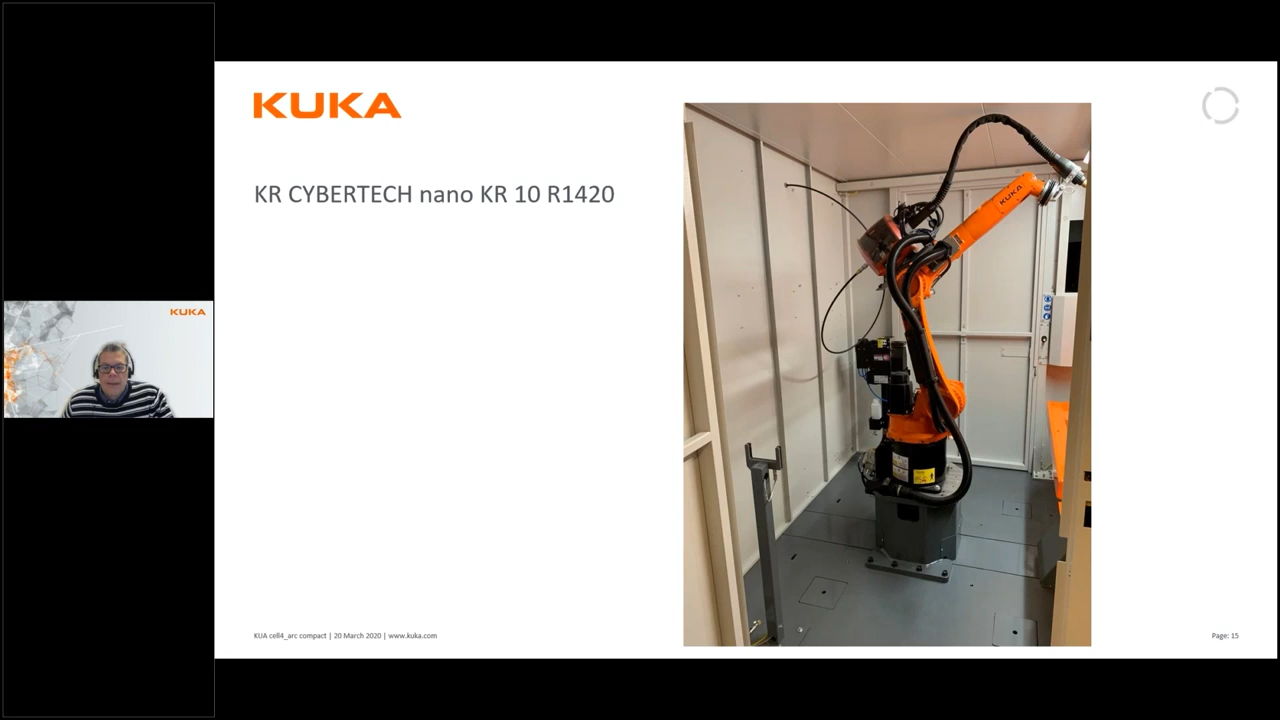 KUKA
KR CYBERTECH nano KR 10 R1420
KUKA
KUKA
KUA cell4_arc compact | 20 March 2020 | www.kuka.com
Page: 15